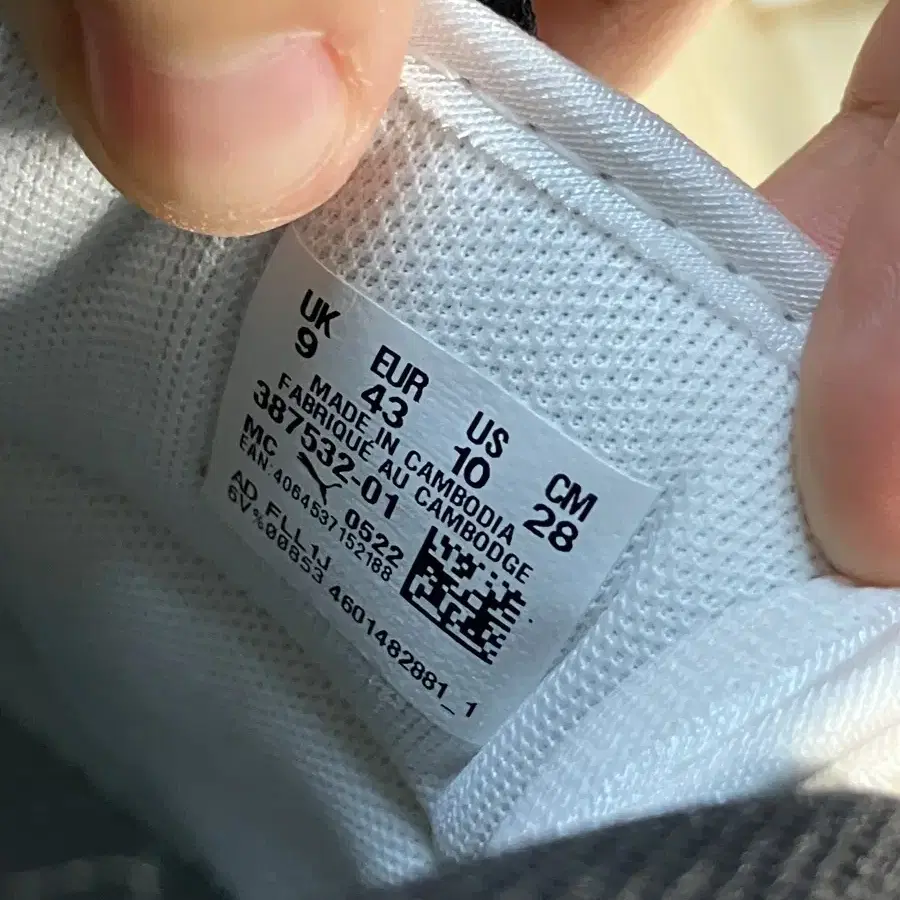 UK EUR US CM
9 43 10 28
MADE IN CAMBODIA
FABRIQUÉ AU CAMBODGE
387532-01
MC 0522
EAN:4064537152188
AD FLL1J
6V%00853 4601482881_1